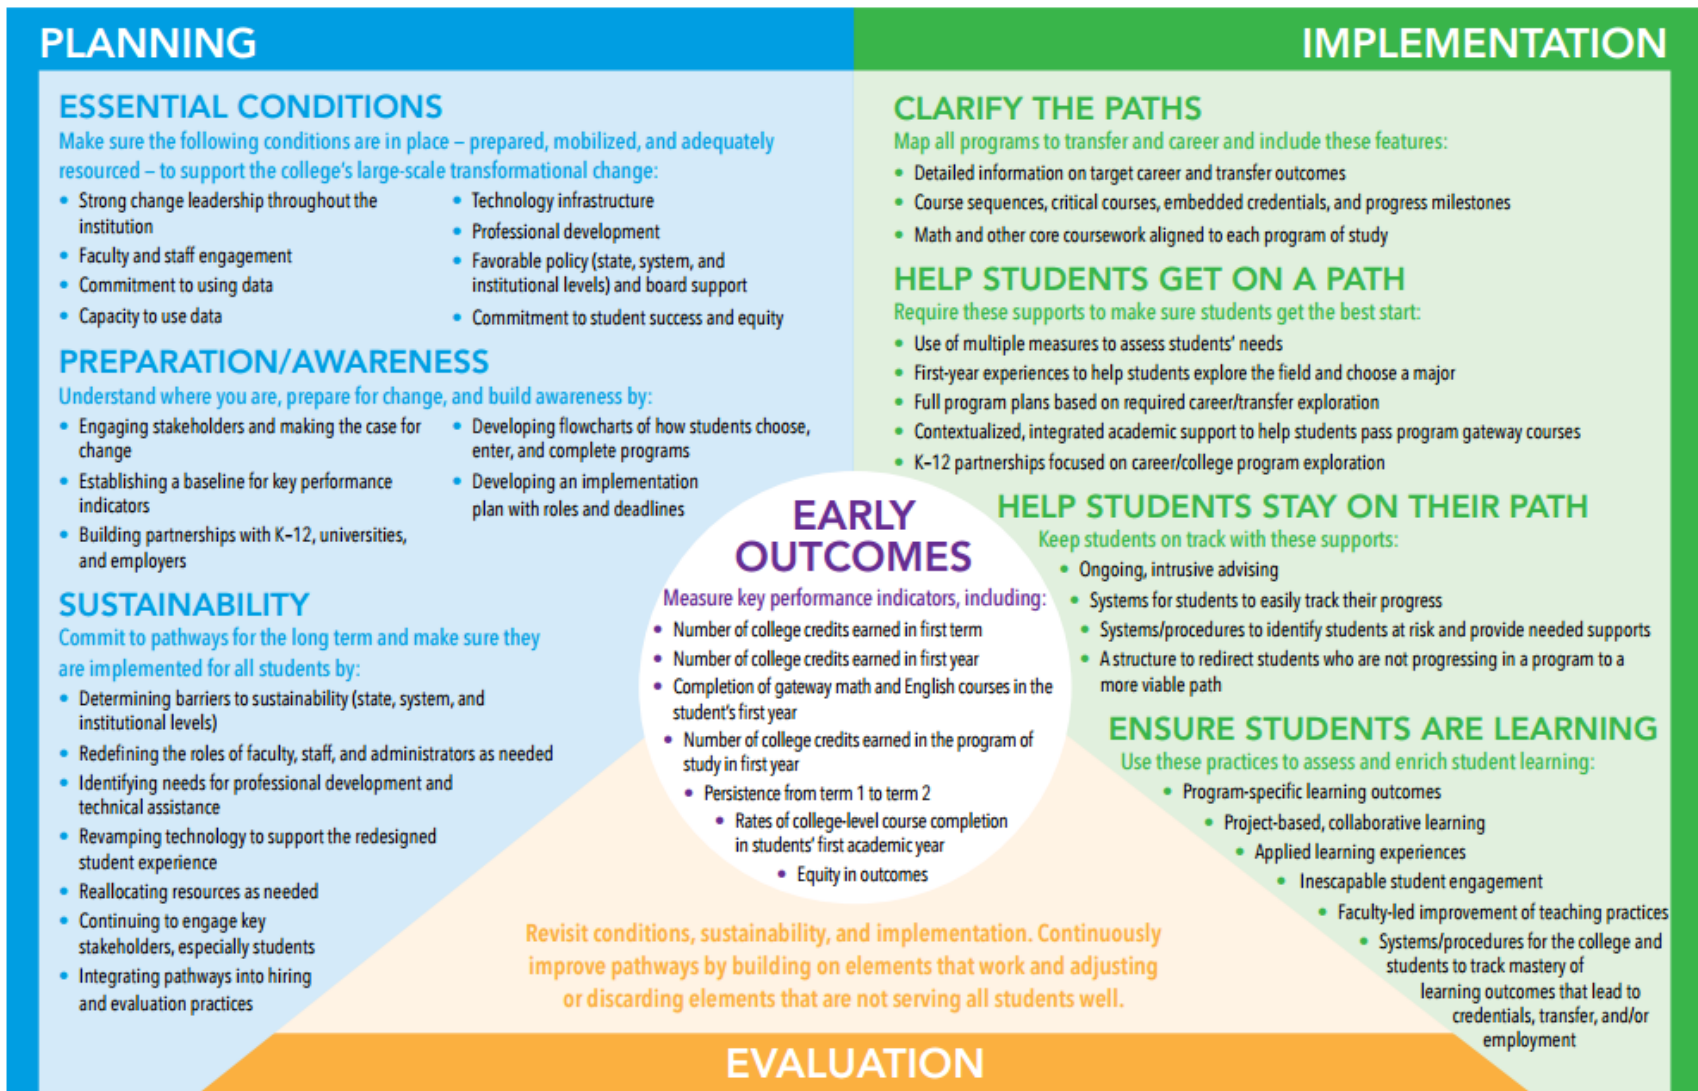 PLANNING
ESSENTIAL CONDITIONS
Make sure the following conditions are in place – prepared, mobilized, and adequately
resourced – to support the college's large-scale transformational change:
• Strong change leadership throughout the
institution
• Faculty and staff engagement
• Commitment to using data
• Capacity to use data
• Technology infrastructure
• Professional development
• Favorable policy (state, system, and
institutional levels) and board support
• Commitment to student success and equity
PREPARATION/AWARENESS
Understand where you are, prepare for change, and build awareness by:
• Engaging stakeholders and making the case for
change
• Establishing a baseline for key performance
indicators
• Building partnerships with K–12, universities,
and employers
• Developing flowcharts of how students choose,
enter, and complete programs
• Developing an implementation
plan with roles and deadlines
SUSTAINABILITY
Commit to pathways for the long term and make sure they
are implemented for all students by:
• Determining barriers to sustainability (state, system, and
institutional levels)
• Redefining the roles of faculty, staff, and administrators as needed
• Identifying needs for professional development and
technical assistance
• Revamping technology to support the redesigned
student experience
• Reallocating resources as needed
• Continuing to engage key
stakeholders, especially students
• Integrating pathways into hiring
and evaluation practices
EARLY
OUTCOMES
Measure key performance indicators, including:
• Number of college credits earned in first term
• Number of college credits earned in first year
• Completion of gateway math and English courses in the
student's first year
• Number of college credits earned in the program of
study in first year
• Persistence from term 1 to term 2
• Rates of college-level course completion
in students' first academic year
• Equity in outcomes
IMPLEMENTATION
CLARIFY THE PATHS
Map all programs to transfer and career and include these features:
• Detailed information on target career and transfer outcomes
• Course sequences, critical courses, embedded credentials, and progress milestones
• Math and other core coursework aligned to each program of study
HELP STUDENTS GET ON A PATH
Require these supports to make sure students get the best start:
• Use of multiple measures to assess students' needs
• First-year experiences to help students explore the field and choose a major
• Full program plans based on required career/transfer exploration
• Contextualized, integrated academic support to help students pass program gateway courses
• K–12 partnerships focused on career/college program exploration
HELP STUDENTS STAY ON THEIR PATH
Keep students on track with these supports:
• Ongoing, intrusive advising
• Systems for students to easily track their progress
• Systems/procedures to identify students at risk and provide needed supports
• A structure to redirect students who are not progressing in a program to a
more viable path
ENSURE STUDENTS ARE LEARNING
Use these practices to assess and enrich student learning:
• Program-specific learning outcomes
• Project-based, collaborative learning
• Applied learning experiences
• Inescapable student engagement
• Faculty-led improvement of teaching practices
• Systems/procedures for the college and
students to track mastery of
learning outcomes that lead to
credentials, transfer, and/or
employment
Revisit conditions, sustainability, and implementation. Continuously
improve pathways by building on elements that work and adjusting
or discarding elements that are not serving all students well.
EVALUATION